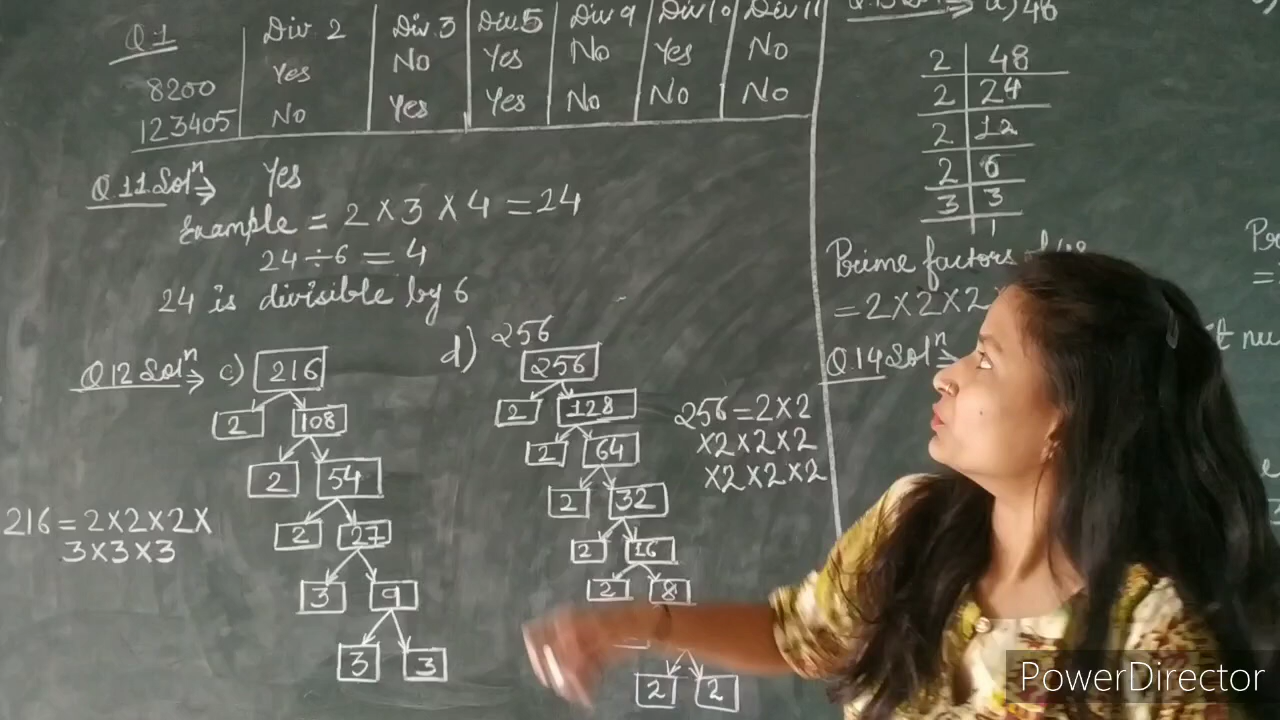 Q.1 Div. 2 Div. 3 Div. 5 Div 9 Div 10 Div 11
8200 Yes No Yes No Yes No
123405 No Yes Yes No No No
Q.11 Solⁿ ⇒ Yes
Example = 2 × 3 × 4 = 24
24 ÷ 6 = 4
24 is divisible by 6
Q12 Solⁿ ⇒ c) 216
2 108
2 54
2 27
3 9
3 3
216 = 2×2×2×
3×3×3
d) 256
256
2 128
2 64
2 32
2 16
2 8
2 2
256 = 2×2
×2×2×2
×2×2×2
a) 48
2 48
2 24
2 12
2 6
3 3
1
Prime factors
= 2×2×2
Q.14 Solⁿ
PowerDirector